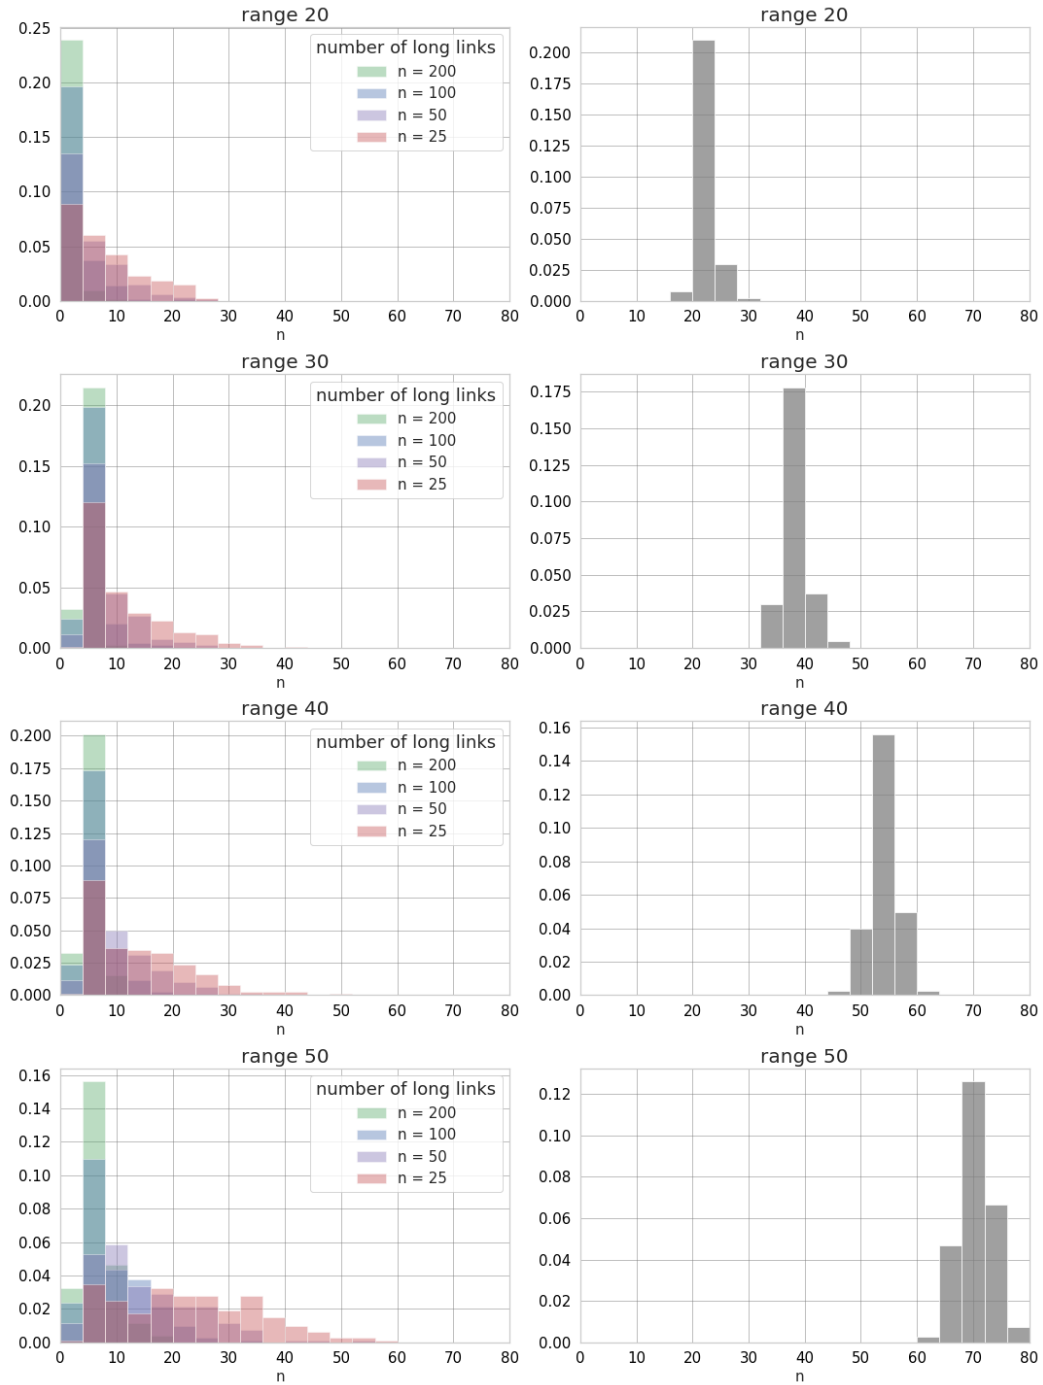 range 20
0.25
0.20
0.15
0.10
0.05
0.00
number of long links
n = 200
n = 100
n = 50
n = 25
0 10 20 30 40 50 60 70 80
n
range 20
0.200
0.175
0.150
0.125
0.100
0.075
0.050
0.025
0.000
0 10 20 30 40 50 60 70 80
n
range 30
0.20
0.15
0.10
0.05
0.00
number of long links
n = 200
n = 100
n = 50
n = 25
0 10 20 30 40 50 60 70 80
n
range 30
0.175
0.150
0.125
0.100
0.075
0.050
0.025
0.000
0 10 20 30 40 50 60 70 80
n
range 40
0.200
0.175
0.150
0.125
0.100
0.075
0.050
0.025
0.000
number of long links
n = 200
n = 100
n = 50
n = 25
0 10 20 30 40 50 60 70 80
n
range 40
0.16
0.14
0.12
0.10
0.08
0.06
0.04
0.02
0.00
0 10 20 30 40 50 60 70 80
n
range 50
0.16
0.14
0.12
0.10
0.08
0.06
0.04
0.02
0.00
number of long links
n = 200
n = 100
n = 50
n = 25
0 10 20 30 40 50 60 70 80
n
range 50
0.12
0.10
0.08
0.06
0.04
0.02
0.00
0 10 20 30 40 50 60 70 80
n